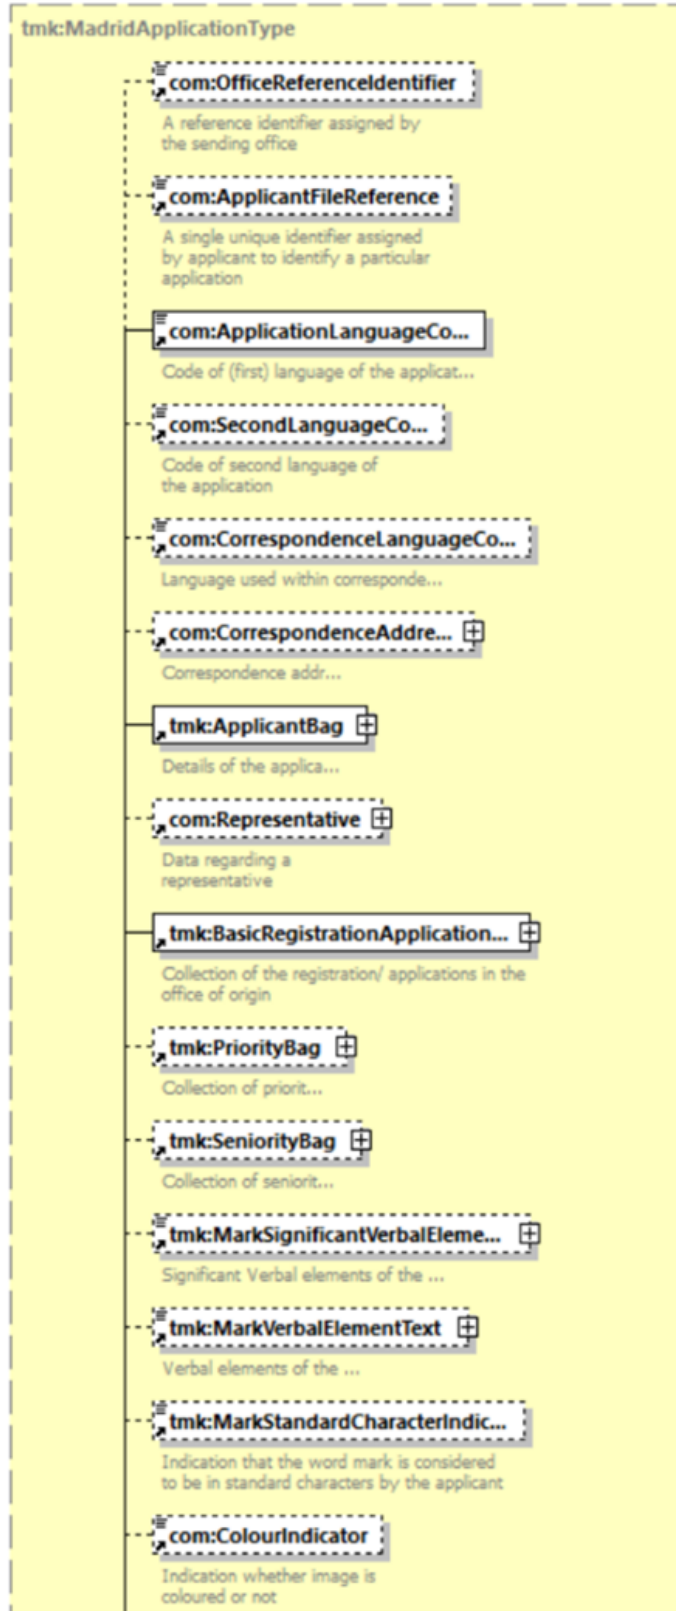 tmk:MadridApplicationType
com:OfficeReferenceIdentifier
A reference identifier assigned by
the sending office
com:ApplicantFileReference
A single unique identifier assigned
by applicant to identify a particular
application
com:ApplicationLanguageCo...
Code of (first) language of the applicat...
com:SecondLanguageCo...
Code of second language of
the application
com:CorrespondenceLanguageCo...
Language used within corresponde...
com:CorrespondenceAddre...
Correspondence addr...
tmk:ApplicantBag
Details of the applica...
com:Representative
Data regarding a
representative
tmk:BasicRegistrationApplication...
Collection of the registration/ applications in the
office of origin
tmk:PriorityBag
Collection of priorit...
tmk:SeniorityBag
Collection of seniorit...
tmk:MarkSignificantVerbalEleme...
Significant Verbal elements of the ...
tmk:MarkVerbalElementText
Verbal elements of the ...
tmk:MarkStandardCharacterIndic...
Indication that the word mark is considered
to be in standard characters by the applicant
com:ColourIndicator
Indication whether image is
coloured or not